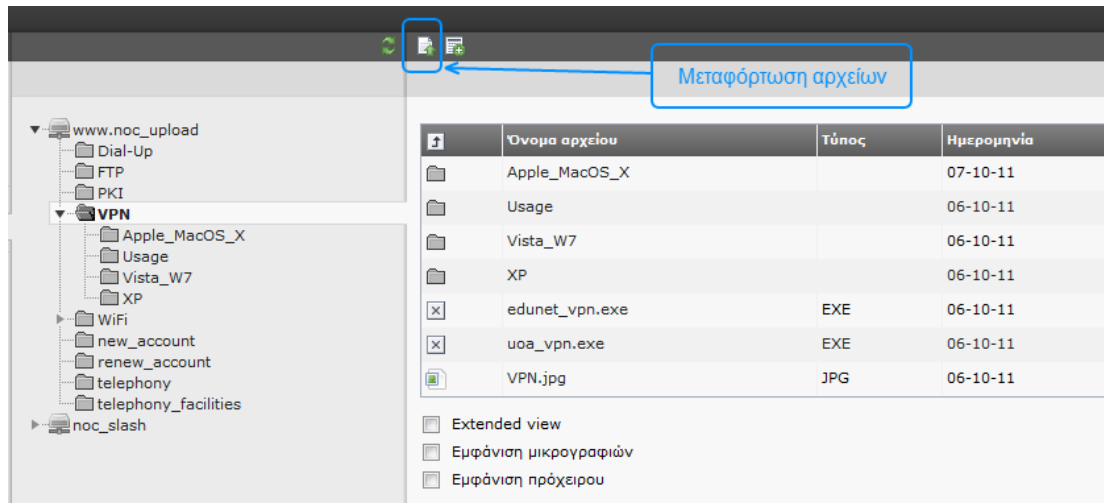 Μεταφόρτωση αρχείων
www.noc_upload
Dial-Up
FTP
PKI
VPN
Apple_MacOS_X
Usage
Vista_W7
XP
WiFi
new_account
renew_account
telephony
telephony_facilities
noc_slash
Όνομα αρχείου Τύπος Ημερομηνία
Apple_MacOS_X 07-10-11
Usage 06-10-11
Vista_W7 06-10-11
XP 06-10-11
edunet_vpn.exe EXE 06-10-11
uoa_vpn.exe EXE 06-10-11
VPN.jpg JPG 06-10-11
Extended view
Εμφάνιση μικρογραφιών
Εμφάνιση πρόχειρου